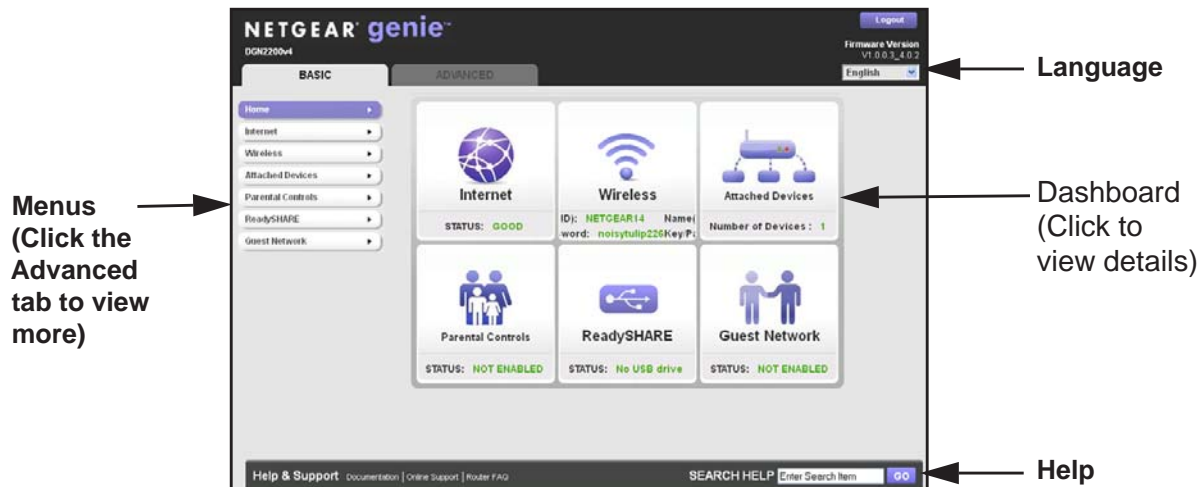 NETGEAR® genie™
DGN2200v4
Logout
Firmware Version
V1.0.0.3_4.0.2
English
BASIC
ADVANCED
Language
Home
Internet
Wireless
Attached Devices
Parental Controls
ReadySHARE
Guest Network
Menus
(Click the
Advanced
tab to view
more)
Internet
STATUS: GOOD
Wireless
ID): NETGEAR14 Name(
word: noisytulip226Key/Pa
Attached Devices
Number of Devices : 1
Dashboard
(Click to
view details)
Parental Controls
STATUS: NOT ENABLED
ReadySHARE
STATUS: No USB drive
Guest Network
STATUS: NOT ENABLED
Help & Support Documentation | Online Support | Router FAQ
SEARCH HELP Enter Search Item GO
Help